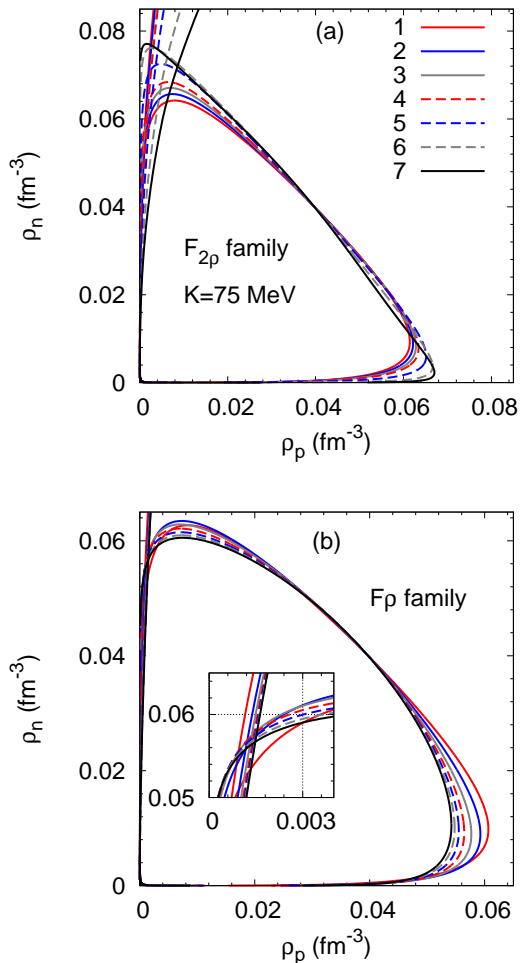 (a)
1
2
3
4
5
6
7
ρn (fm-3)
0.08
0.06
0.04
0.02
0
F2ρ family
K=75 MeV
0 0.02 0.04 0.06 0.08
ρp (fm-3)
(b)
ρn (fm-3)
0.06
0.04
0.02
0
Fρ family
0.06
0.05
0 0.003
0 0.02 0.04 0.06
ρp (fm-3)